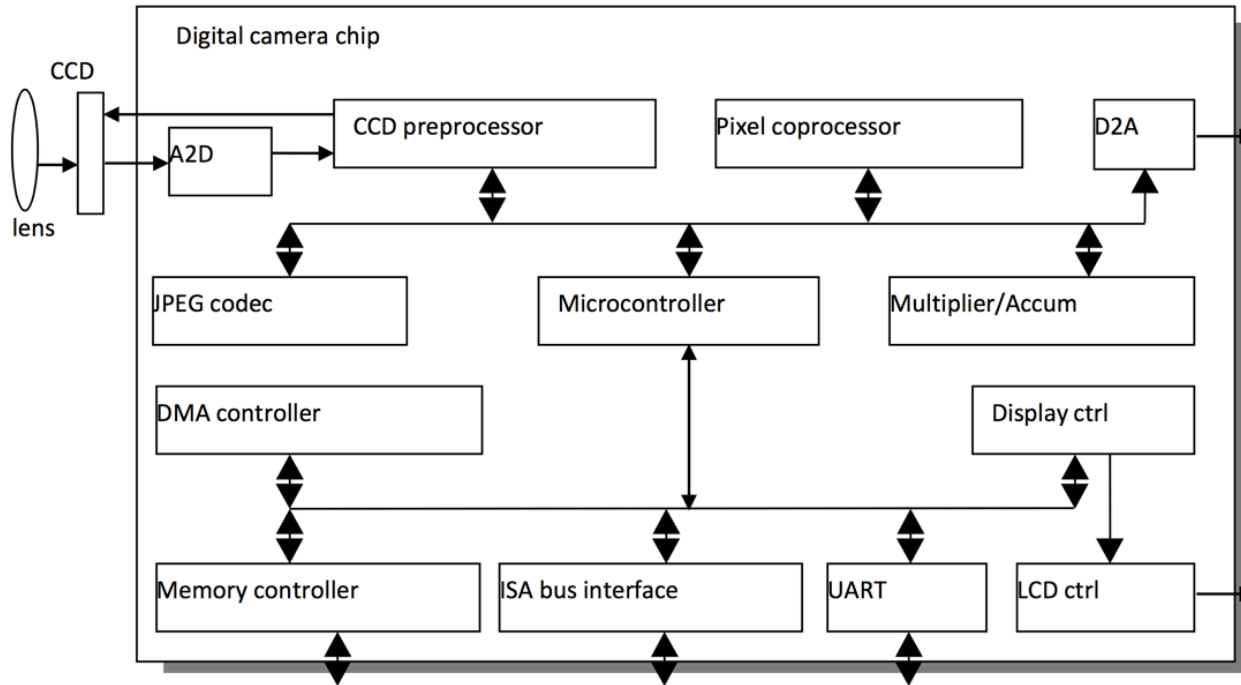 Digital camera chip
CCD
CCD preprocessor
Pixel coprocessor
D2A
A2D
lens
JPEG codec
Microcontroller
Multiplier/Accum
DMA controller
Display ctrl
Memory controller
ISA bus interface
UART
LCD ctrl